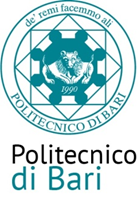 de' remi facemmo ali
POLITECNICO DI BARI
1990
Politecnico
di Bari